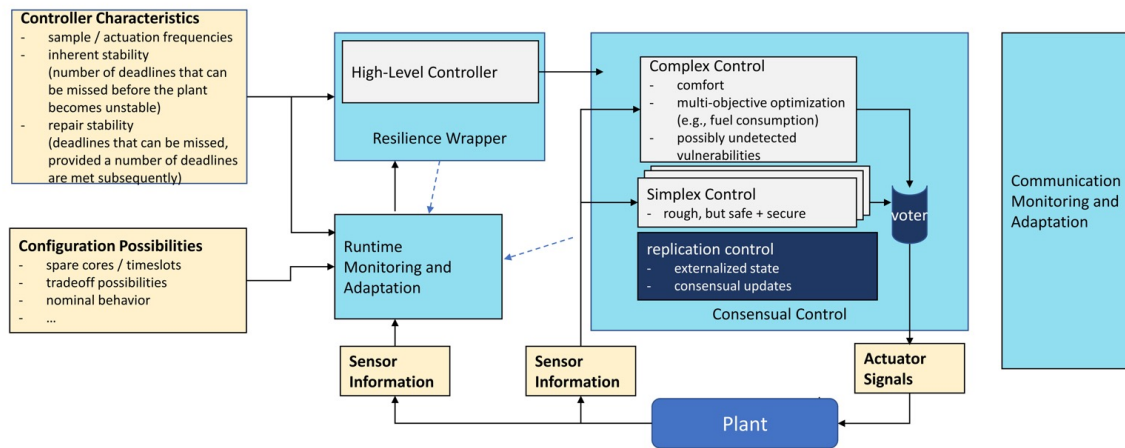 Controller Characteristics
- sample / actuation frequencies
- inherent stability
(number of deadlines that can
be missed before the plant
becomes unstable)
- repair stability
(deadlines that can be missed,
provided a number of deadlines
are met subsequently)
Configuration Possibilities
- spare cores / timeslots
- tradeoff possibilities
- nominal behavior
- ...
High-Level Controller
Resilience Wrapper
Runtime
Monitoring and
Adaptation
Sensor
Information
Complex Control
- comfort
- multi-objective optimization
(e.g., fuel consumption)
- possibly undetected
vulnerabilities
Simplex Control
- rough, but safe + secure
voter
replication control
- externalized state
- consensual updates
Consensual Control
Sensor
Information
Actuator
Signals
Plant
Communication
Monitoring and
Adaptation